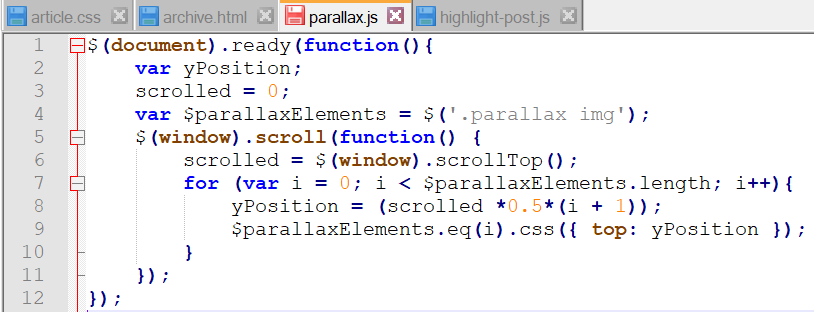 article.css archive.html parallax.js highlight-post.js
1 $(document).ready(function(){
2 var yPosition;
3 scrolled = 0;
4 var $parallaxElements = $('.parallax img');
5 $(window).scroll(function() {
6 scrolled = $(window).scrollTop();
7 for (var i = 0; i < $parallaxElements.length; i++){
8 yPosition = (scrolled *0.5*(i + 1));
9 $parallaxElements.eq(i).css({ top: yPosition });
10 }
11 });
12 });